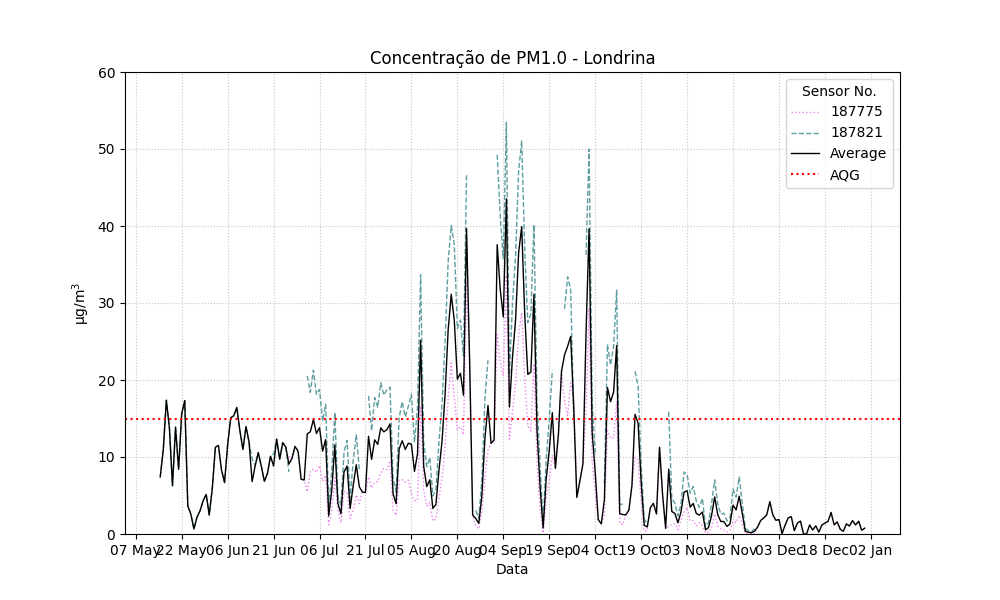 Concentração de PM1.0 - Londrina
Sensor No.
187775
187821
Average
AQG
60
50
40
30
20
10
0
µg/m³
07 May 22 May 06 Jun 21 Jun 06 Jul 21 Jul 05 Aug 20 Aug 04 Sep 19 Sep 04 Oct 19 Oct 03 Nov 18 Nov 03 Dec 18 Dec 02 Jan
Data